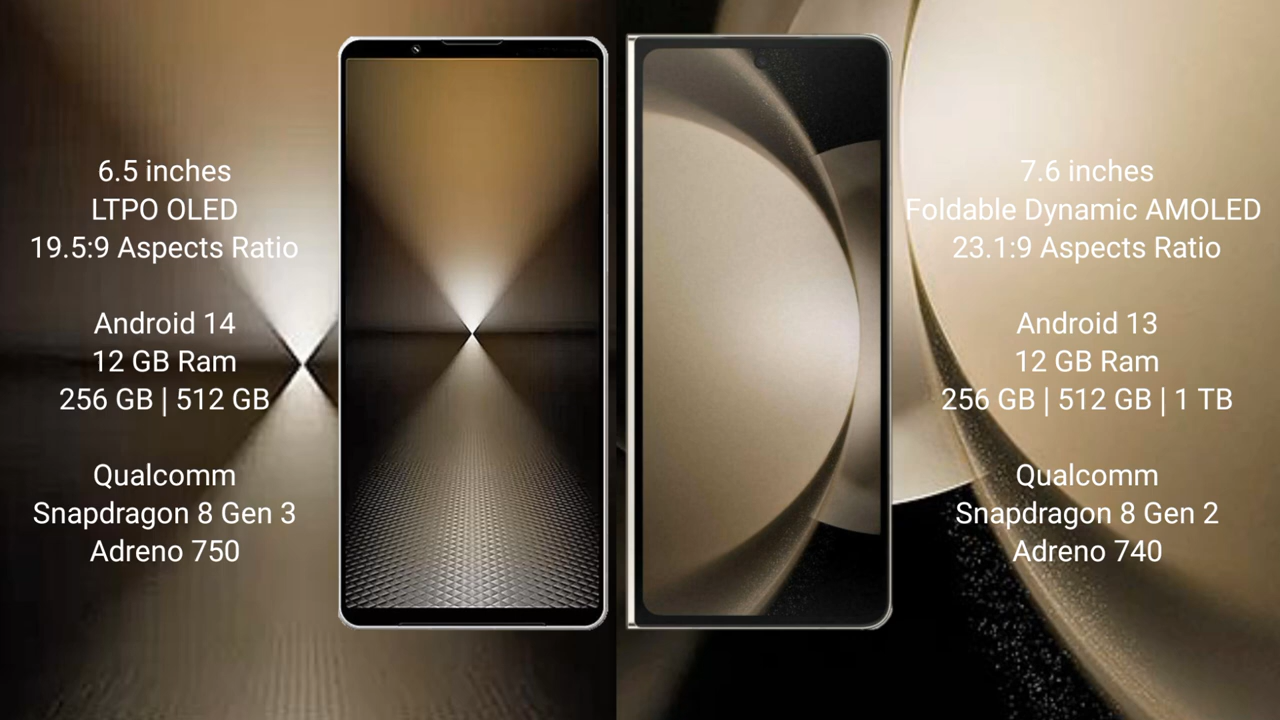 6.5 inches
LTPO OLED
19.5:9 Aspects Ratio
Android 14
12 GB Ram
256 GB | 512 GB
Qualcomm
Snapdragon 8 Gen 3
Adreno 750
7.6 inches
Foldable Dynamic AMOLED
23.1:9 Aspects Ratio
Android 13
12 GB Ram
256 GB | 512 GB | 1 TB
Qualcomm
Snapdragon 8 Gen 2
Adreno 740